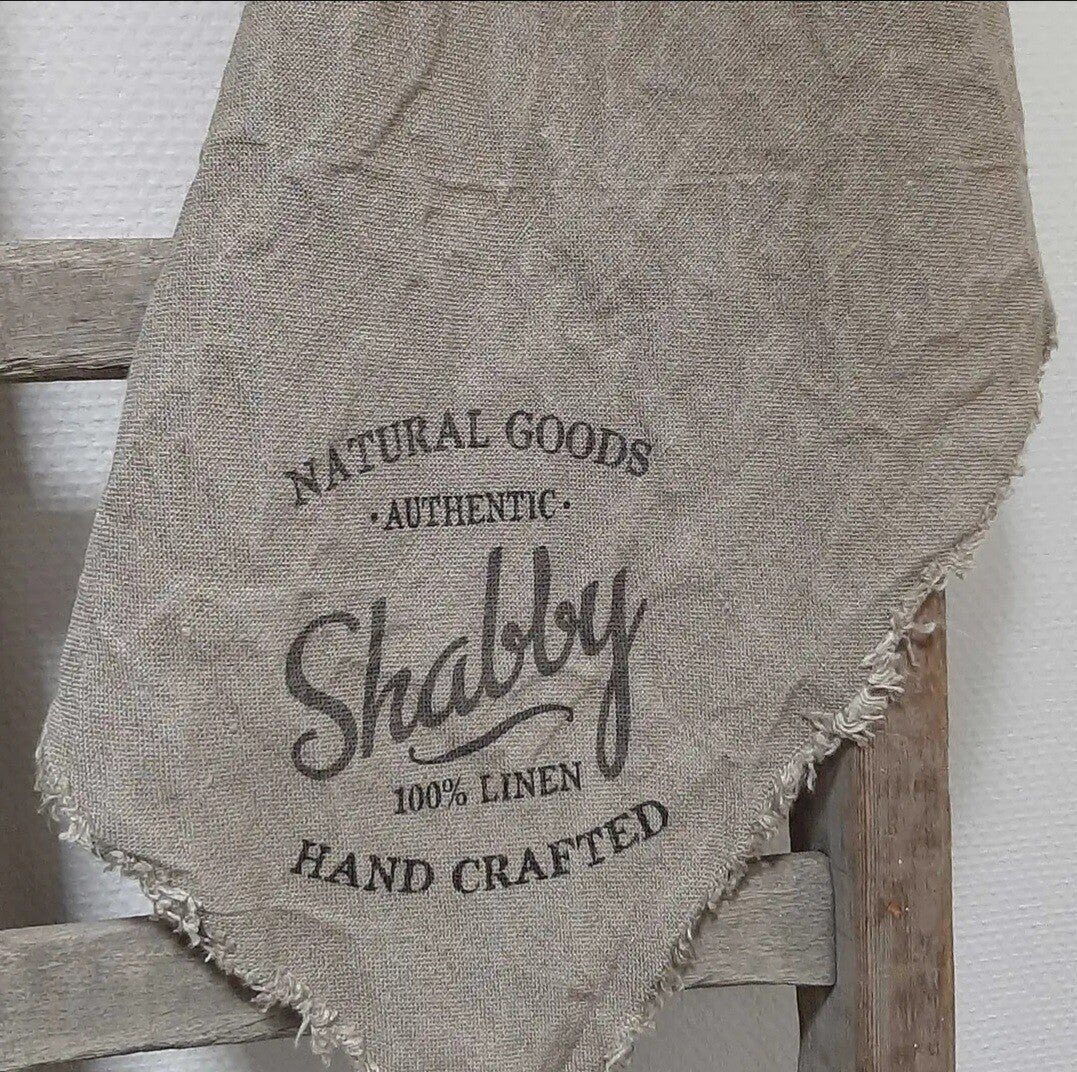 NATURAL GOODS
·AUTHENTIC·
Shabby
100% LINEN
HAND CRAFTED